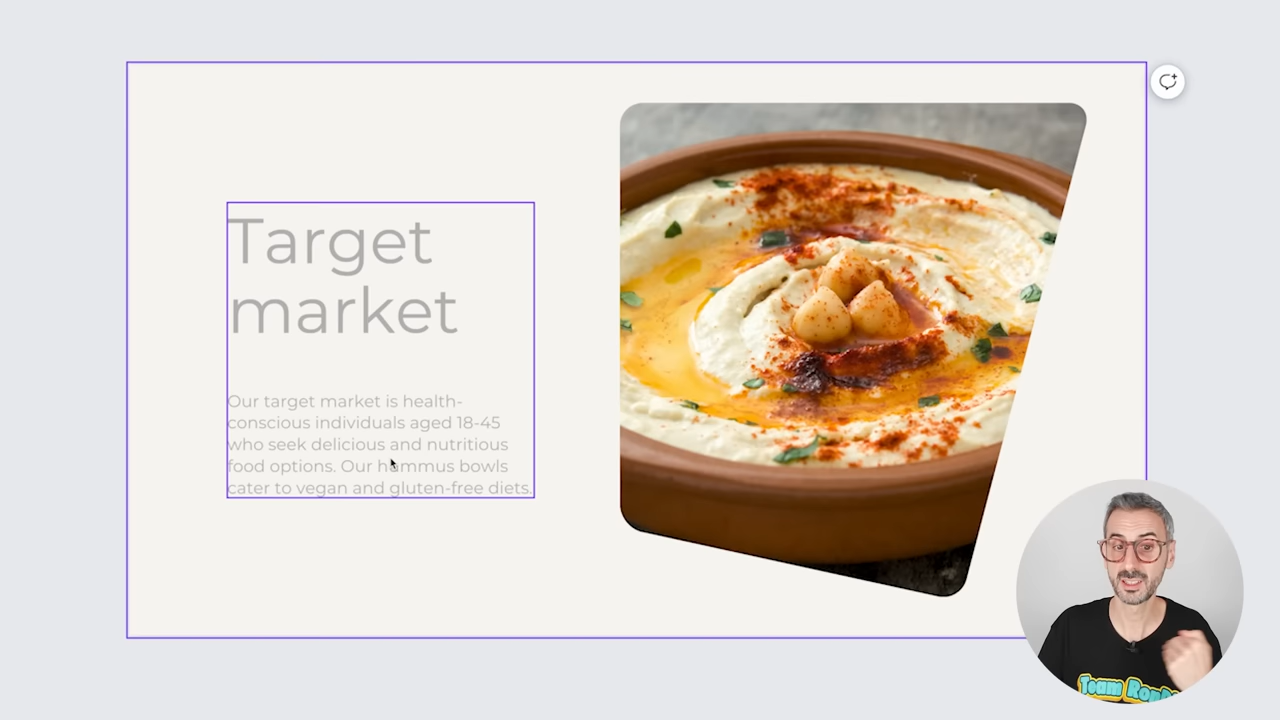 Target
market
Our target market is health-
conscious individuals aged 18-45
who seek delicious and nutritious
food options. Our hummus bowls
cater to vegan and gluten-free diets.
Team